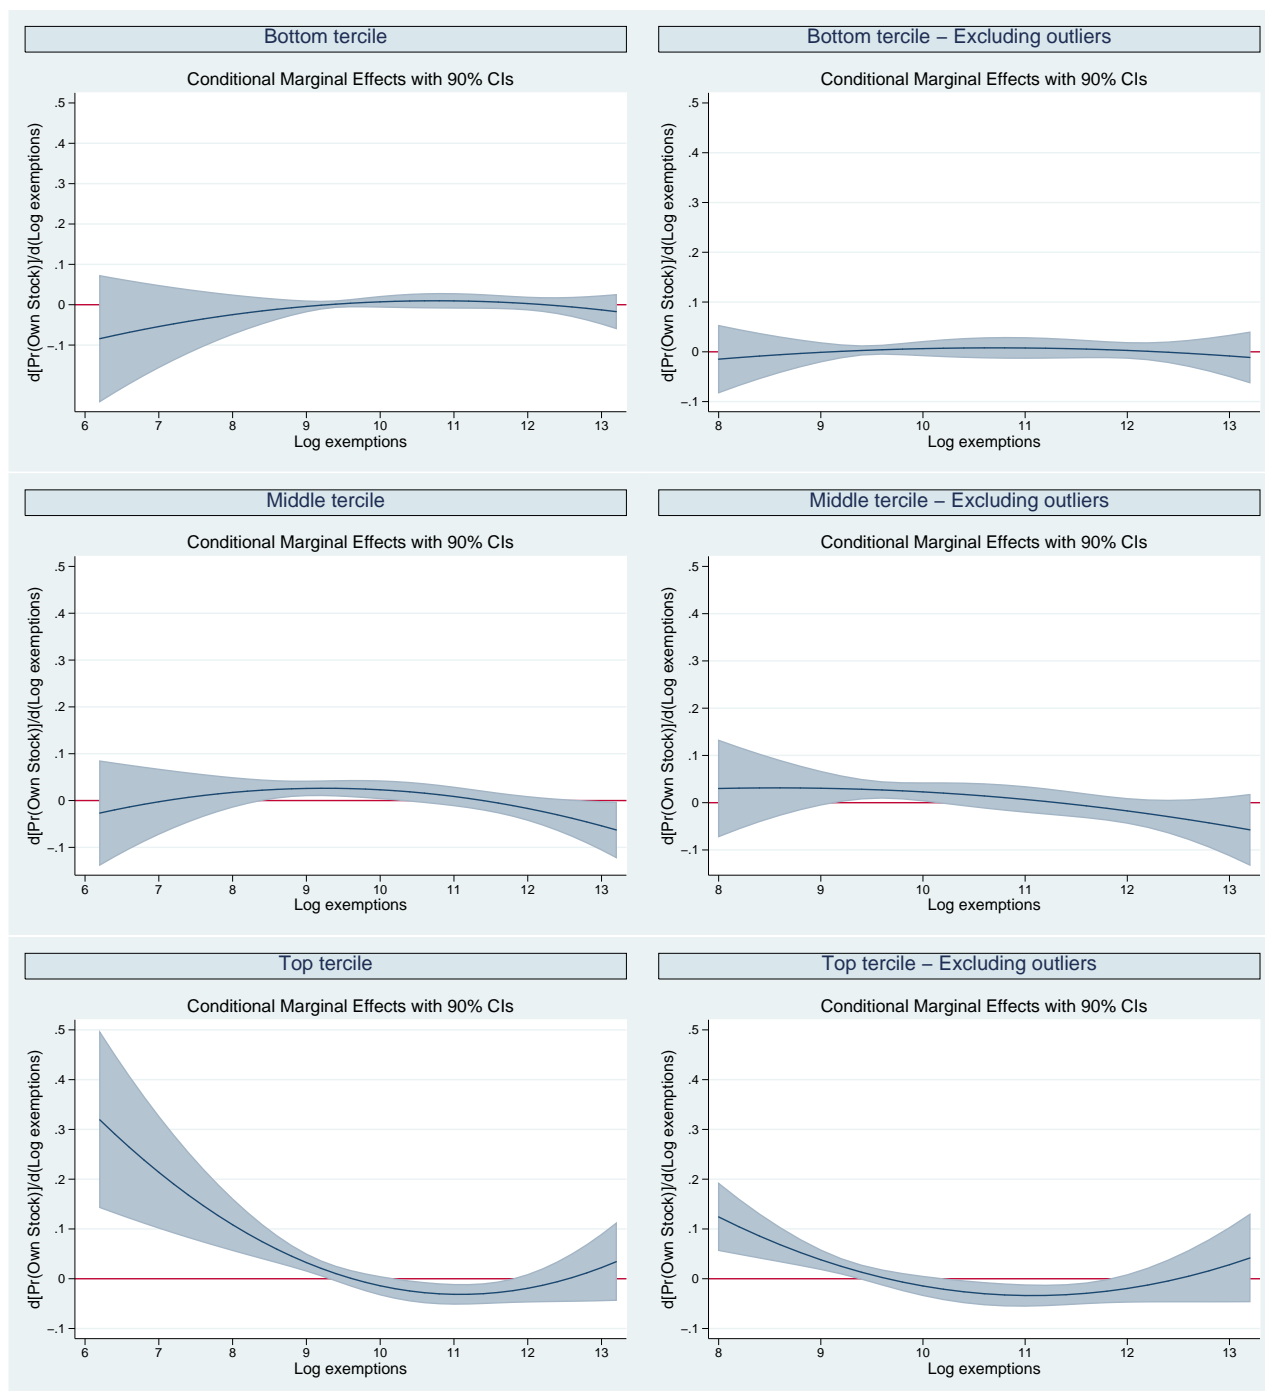 Bottom tercile
Conditional Marginal Effects with 90% CIs
d[Pr(Own Stock)]/d(Log exemptions)
.5
.4
.3
.2
.1
0
−.1
6 7 8 9 10 11 12 13
Log exemptions
Bottom tercile − Excluding outliers
Conditional Marginal Effects with 90% CIs
d[Pr(Own Stock)]/d(Log exemptions)
.5
.4
.3
.2
.1
0
−.1
8 9 10 11 12 13
Log exemptions
Middle tercile
Conditional Marginal Effects with 90% CIs
d[Pr(Own Stock)]/d(Log exemptions)
.5
.4
.3
.2
.1
0
−.1
6 7 8 9 10 11 12 13
Log exemptions
Middle tercile − Excluding outliers
Conditional Marginal Effects with 90% CIs
d[Pr(Own Stock)]/d(Log exemptions)
.5
.4
.3
.2
.1
0
−.1
8 9 10 11 12 13
Log exemptions
Top tercile
Conditional Marginal Effects with 90% CIs
d[Pr(Own Stock)]/d(Log exemptions)
.5
.4
.3
.2
.1
0
−.1
6 7 8 9 10 11 12 13
Log exemptions
Top tercile − Excluding outliers
Conditional Marginal Effects with 90% CIs
d[Pr(Own Stock)]/d(Log exemptions)
.5
.4
.3
.2
.1
0
−.1
8 9 10 11 12 13
Log exemptions